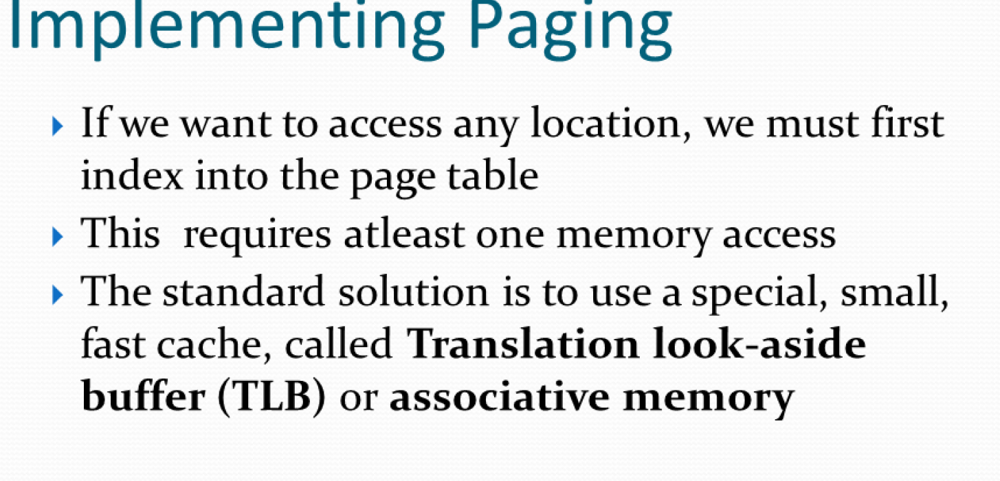 Implementing Paging
If we want to access any location, we must first
index into the page table
This  requires atleast one memory access
The standard solution is to use a special, small,
fast cache, called Translation look-aside
buffer (TLB) or associative memory